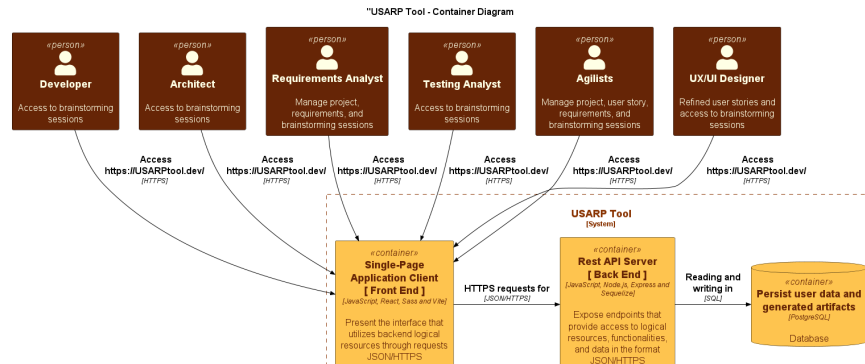 "USARP Tool - Container Diagram
«person»
Developer
Access to brainstorming
sessions
«person»
Architect
Access to brainstorming
sessions
«person»
Requirements Analyst
Manage project,
requirements, and
brainstorming sessions
«person»
Testing Analyst
Access to brainstorming
sessions
«person»
Agilists
Manage project, user story,
requirements, and
brainstorming sessions
«person»
UX/UI Designer
Refined user stories and
access to brainstorming
sessions
Access
https://USARPtool.dev/
[HTTPS]
Access
https://USARPtool.dev/
[HTTPS]
Access
https://USARPtool.dev/
[HTTPS]
Access
https://USARPtool.dev/
[HTTPS]
Access
https://USARPtool.dev/
[HTTPS]
Access
https://USARPtool.dev/
[HTTPS]
USARP Tool
[System]
«container»
Single-Page
Application Client
[ Front End ]
[JavaScript, React, Sass and Vite]
Present the interface that
utilizes backend logical
resources through requests
JSON/HTTPS
HTTPS requests for
[JSON/HTTPS]
«container»
Rest API Server
[ Back End ]
[JavaScript, Node.js, Express and
Sequelize]
Expose endpoints that
provide access to logical
resources, functionalities,
and data in the format
JSON/HTTPS
Reading and
writing in
[SQL]
«container»
Persist user data and
generated artifacts
[PostgreSQL]
Database